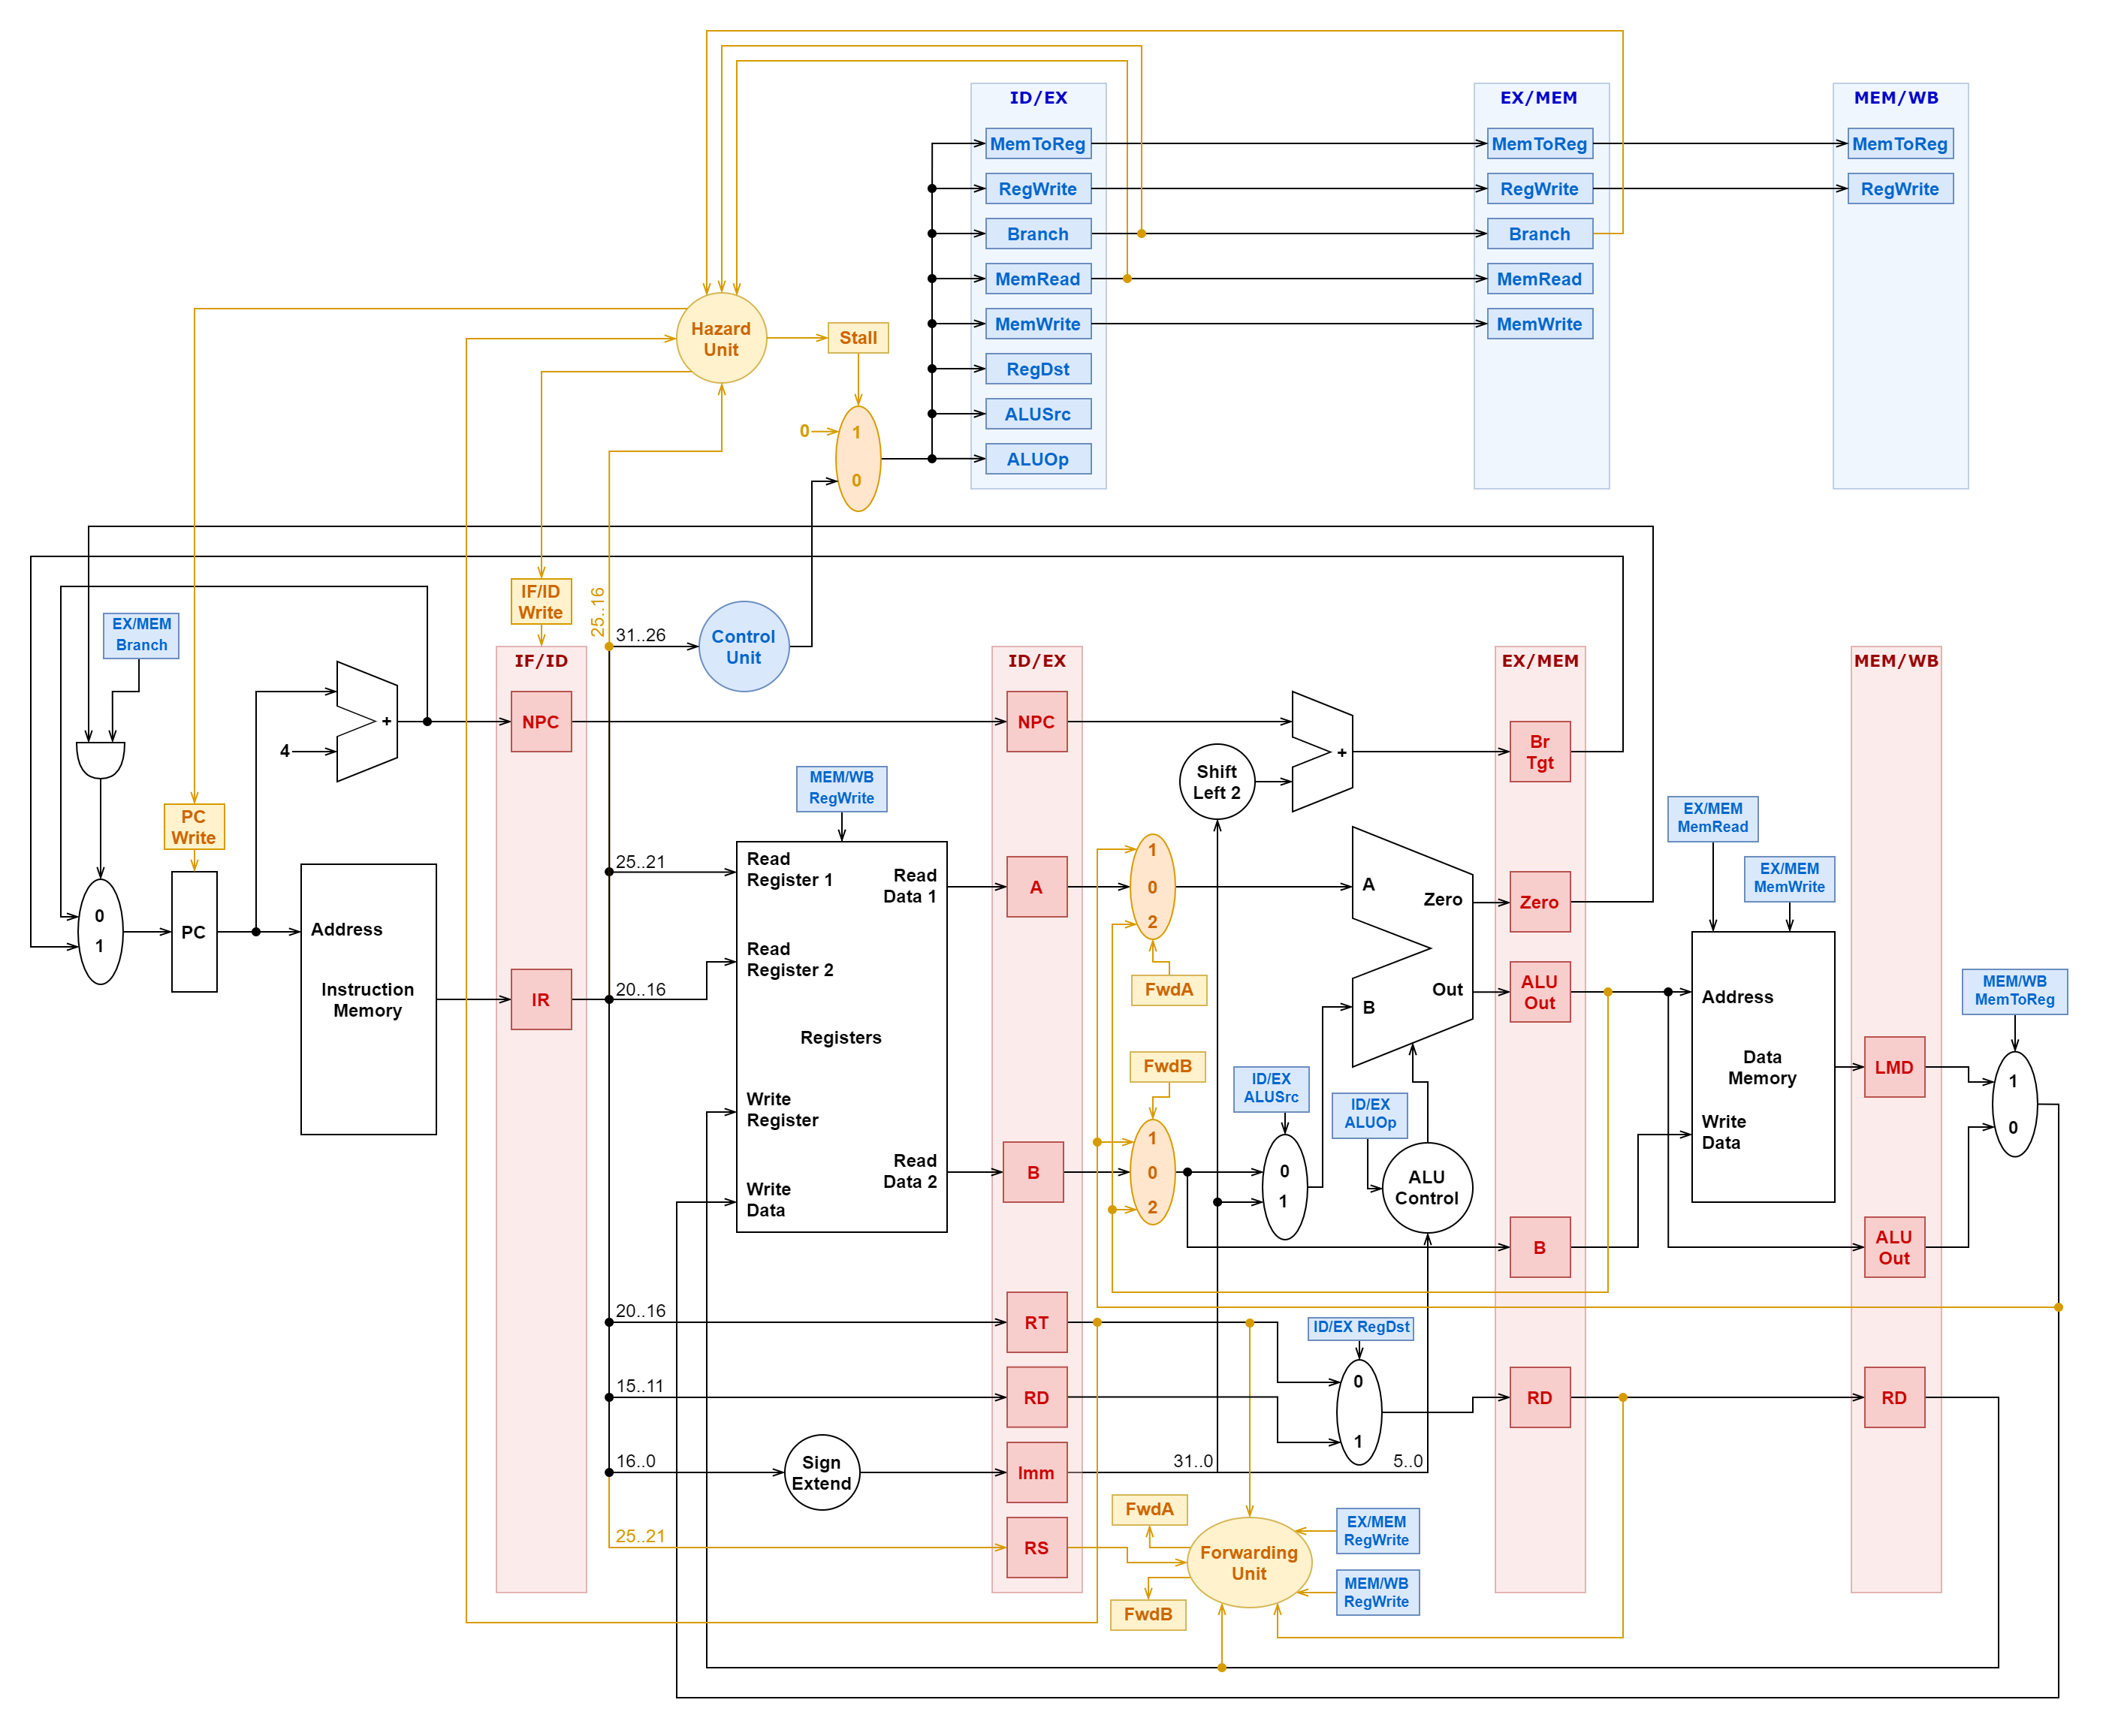 ID/EX
EX/MEM
MEM/WB
MemToReg
MemToReg
MemToReg
RegWrite
RegWrite
RegWrite
Branch
Branch
MemRead
MemRead
MemWrite
MemWrite
RegDst
ALUSrc
ALUOp
Hazard
Unit
Stall
0
1
0
IF/ID
Write
25..16
31..26
Control
Unit
EX/MEM
Branch
IF/ID
ID/EX
EX/MEM
MEM/WB
NPC
NPC
+
4
+
Br
Tgt
Shift
Left 2
MEM/WB
RegWrite
PC
Write
EX/MEM
MemRead
EX/MEM
MemWrite
0
1
PC
Address
Instruction
Memory
IR
25..21
20..16
Read
Register 1
Read
Data 1
Read
Register 2
Registers
Write
Register
Read
Data 2
Write
Data
A
1
0
2
FwdA
A
Zero
Out
B
Zero
ALU
Out
Address
Data
Memory
Write
Data
MEM/WB
MemToReg
LMD
1
0
FwdB
B
1
0
2
ID/EX
ALUSrc
0
1
ID/EX
ALUOp
ALU
Control
B
ALU
Out
20..16
RT
ID/EX RegDst
0
1
15..11
RD
RD
RD
16..0
Sign
Extend
Imm
31..0
5..0
25..21
RS
FwdA
Forwarding
Unit
FwdB
EX/MEM
RegWrite
MEM/WB
RegWrite